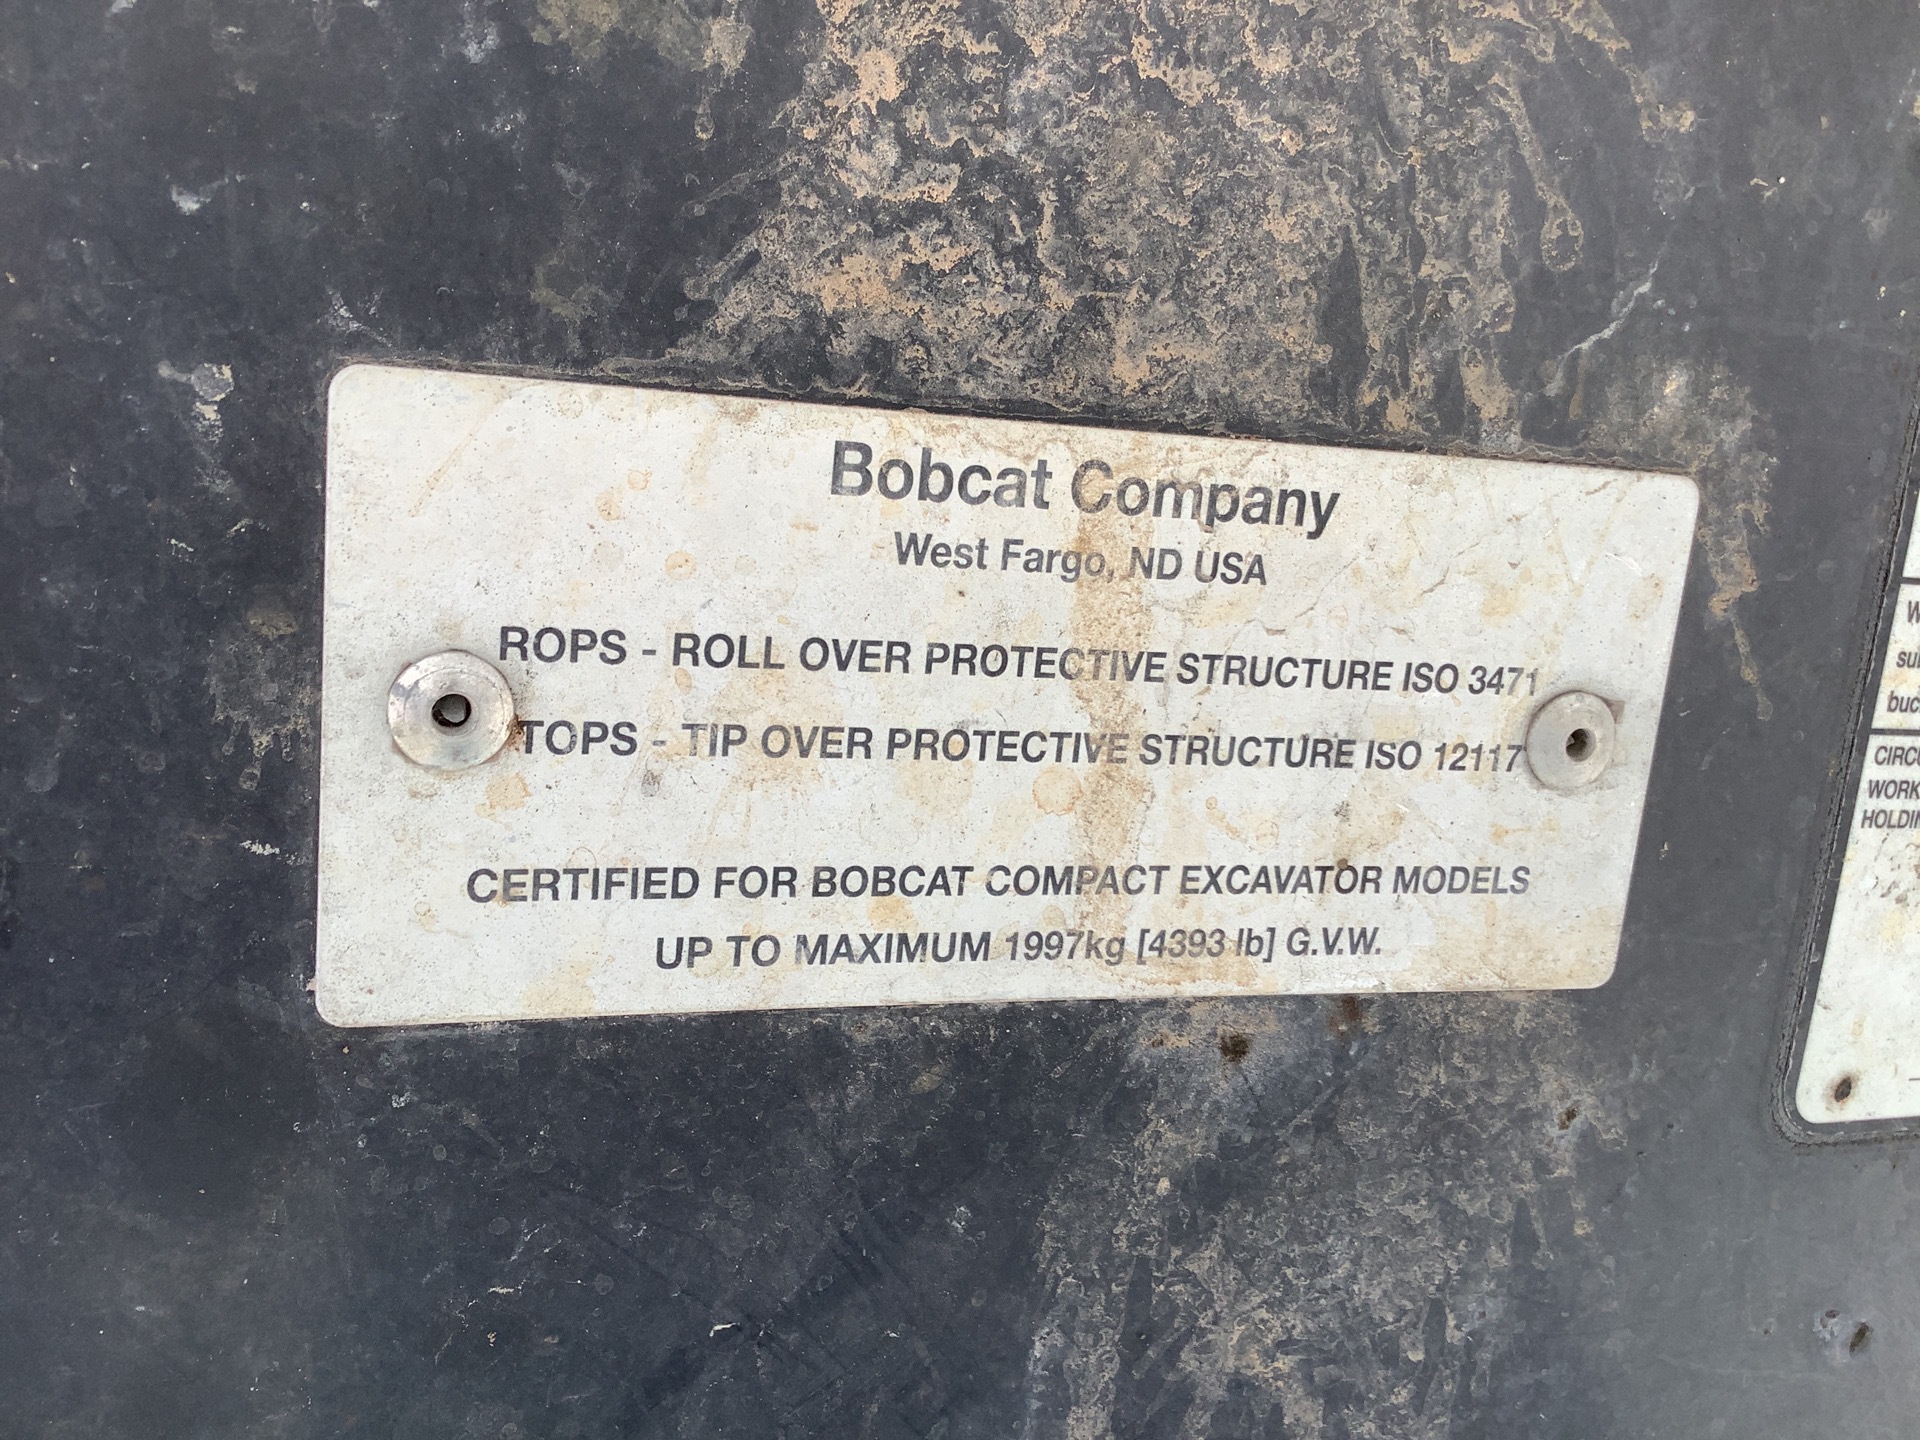 Bobcat Company
West Fargo, ND USA
ROPS - ROLL OVER PROTECTIVE STRUCTURE ISO 3471
TOPS - TIP OVER PROTECTIVE STRUCTURE ISO 12117
CERTIFIED FOR BOBCAT COMPACT EXCAVATOR MODELS
UP TO MAXIMUM 1997kg [4393 lb] G.V.W.